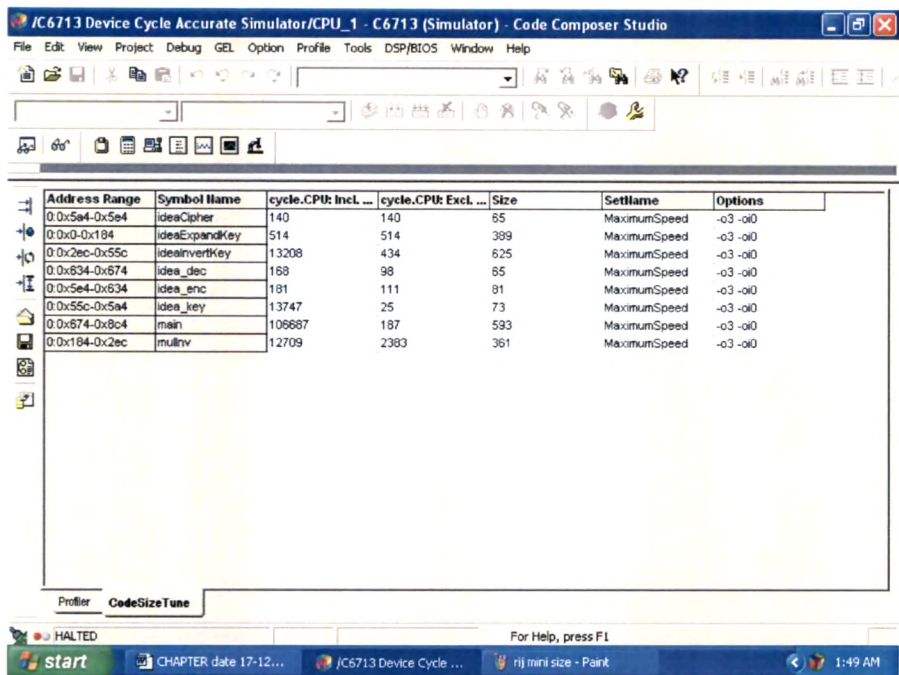 /C6713 Device Cycle Accurate Simulator/CPU_1 - C6713 (Simulator) - Code Composer Studio
File Edit View Project Debug GEL Option Profile Tools DSP/BIOS Window Help
Address Range Symbol Name cycle.CPU: Incl. ... cycle.CPU: Excl. ... Size SetName Options
0:0x5a4-0x5e4 ideaCipher 140 140 65 MaximumSpeed -o3 -oi0
0:0x0-0x184 ideaExpandKey 514 514 389 MaximumSpeed -o3 -oi0
0:0x2ec-0x55c ideaInvertKey 13208 434 625 MaximumSpeed -o3 -oi0
0:0x634-0x674 idea_dec 168 98 65 MaximumSpeed -o3 -oi0
0:0x5e4-0x634 idea_enc 181 111 81 MaximumSpeed -o3 -oi0
0:0x55c-0x5a4 idea_key 13747 25 73 MaximumSpeed -o3 -oi0
0:0x674-0x8c4 main 106687 187 593 MaximumSpeed -o3 -oi0
0:0x184-0x2ec mulInv 12709 2383 361 MaximumSpeed -o3 -oi0
Profiler CodeSizeTune
HALTED For Help, press F1
start CHAPTER date 17-12... /C6713 Device Cycle ... rij mini size - Paint 1:49 AM